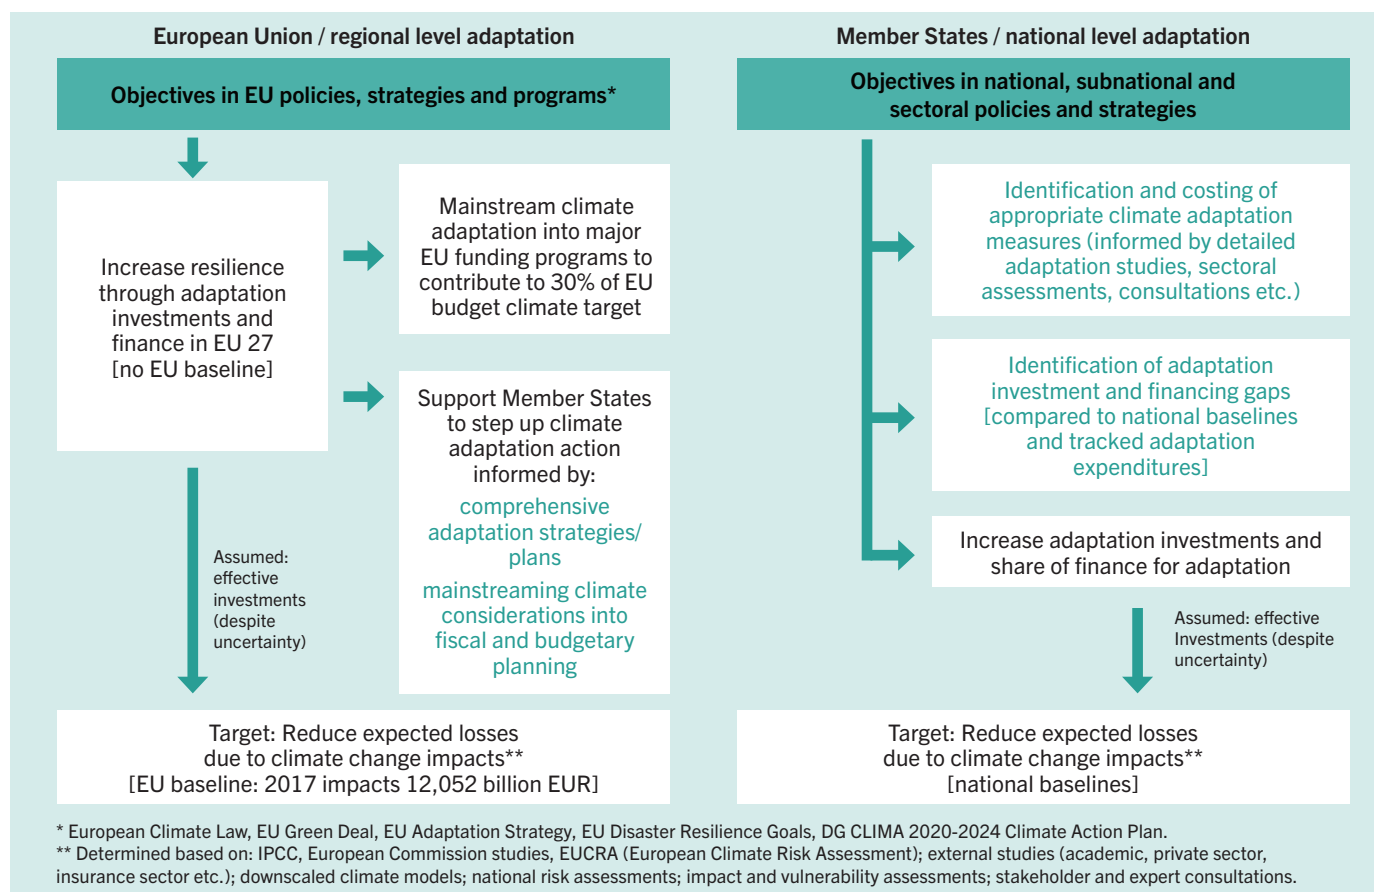 European Union / regional level adaptation
Objectives in EU policies, strategies and programs*
Increase resilience
through adaptation
investments and
finance in EU 27
[no EU baseline]
Mainstream climate
adaptation into major
EU funding programs to
contribute to 30% of EU
budget climate target
Support Member States
to step up climate
adaptation action
informed by:
comprehensive
adaptation strategies/
plans
mainstreaming climate
considerations into
fiscal and budgetary
planning
Assumed:
effective
investments
(despite
uncertainty)
Target: Reduce expected losses
due to climate change impacts**
[EU baseline: 2017 impacts 12,052 billion EUR]
Member States / national level adaptation
Objectives in national, subnational and
sectoral policies and strategies
Identification and costing of
appropriate climate adaptation
measures (informed by detailed
adaptation studies, sectoral
assessments, consultations etc.)
Identification of adaptation
investment and financing gaps
[compared to national baselines
and tracked adaptation
expenditures]
Increase adaptation investments and
share of finance for adaptation
Assumed: effective
Investments (despite
uncertainty)
Target: Reduce expected losses
due to climate change impacts**
[national baselines]
* European Climate Law, EU Green Deal, EU Adaptation Strategy, EU Disaster Resilience Goals, DG CLIMA 2020-2024 Climate Action Plan.
** Determined based on: IPCC, European Commission studies, EUCRA (European Climate Risk Assessment); external studies (academic, private sector,
insurance sector etc.); downscaled climate models; national risk assessments; impact and vulnerability assessments; stakeholder and expert consultations.